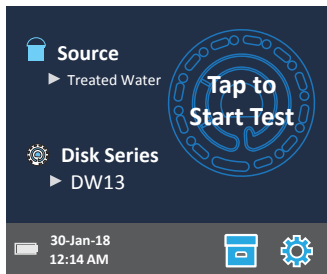 Source
▶ Treated Water
Tap to
Start Test
Disk Series
▶ DW13
30-Jan-18
12:14 AM